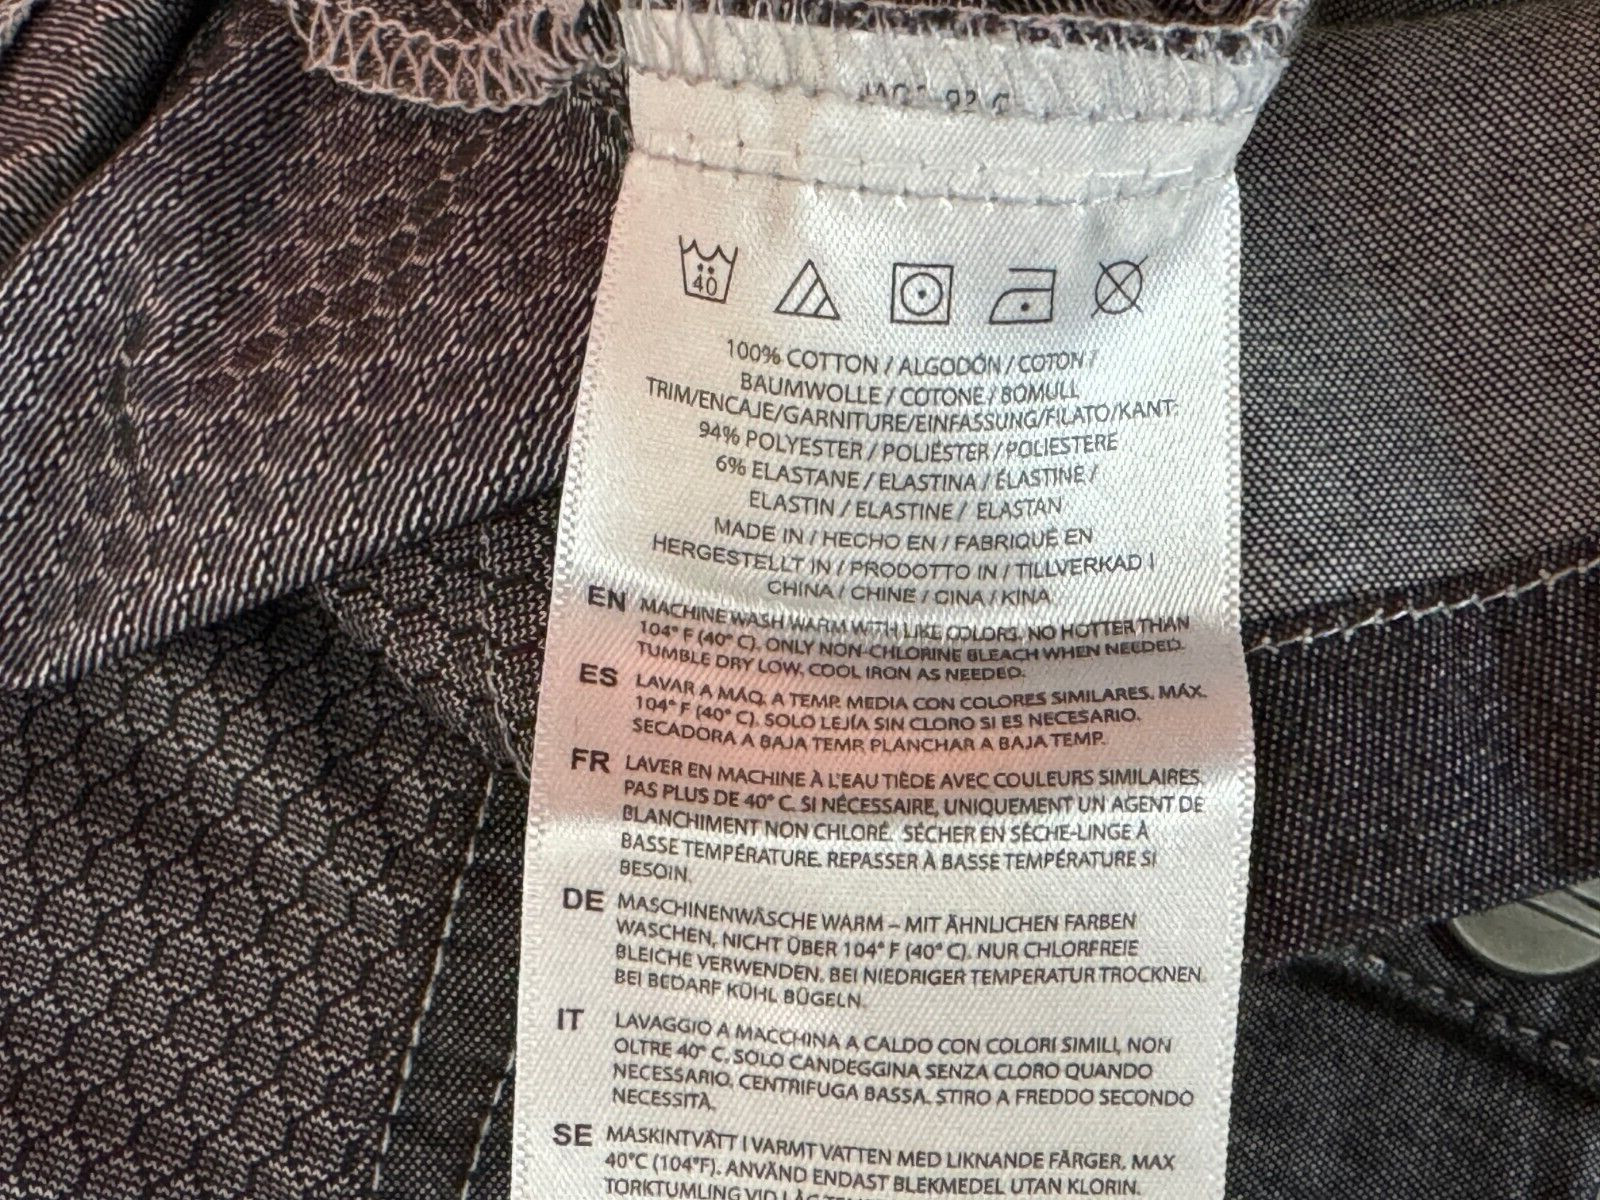 40
100% COTTON / ALGODÓN / COTON /
BAUMWOLLE / COTONE / BOMULL
TRIM/ENCAJE/GARNITURE/EINFASSUNG/FILATO/KANT:
94% POLYESTER / POLIÉSTER / POLIESTERE
6% ELASTANE / ELASTINA / ÉLASTINE /
ELASTIN / ELASTINE / ELASTAN
MADE IN / HECHO EN / FABRIQUÉ EN
HERGESTELLT IN / PRODOTTO IN / TILLVERKAD I
CHINA / CHINE / CINA / KINA
EN MACHINE WASH WARM WITH LIKE COLORS. NO HOTTER THAN
104° F (40° C). ONLY NON-CHLORINE BLEACH WHEN NEEDED.
TUMBLE DRY LOW. COOL IRON AS NEEDED.
ES LAVAR A MÁQ. A TEMP. MEDIA CON COLORES SIMILARES. MÁX.
104° F (40° C). SOLO LEJÍA SIN CLORO SI ES NECESARIO.
SECADORA A BAJA TEMP. PLANCHAR A BAJA TEMP.
FR LAVER EN MACHINE À L'EAU TIÈDE AVEC COULEURS SIMILAIRES.
PAS PLUS DE 40° C. SI NÉCESSAIRE, UNIQUEMENT UN AGENT DE
BLANCHIMENT NON CHLORÉ. SÉCHER EN SÈCHE-LINGE À
BASSE TEMPÉRATURE. REPASSER À BASSE TEMPÉRATURE SI
BESOIN.
DE MASCHINENWÄSCHE WARM – MIT ÄHNLICHEN FARBEN
WASCHEN, NICHT ÜBER 104° F (40° C). NUR CHLORFREIE
BLEICHE VERWENDEN. BEI NIEDRIGER TEMPERATUR TROCKNEN.
BEI BEDARF KÜHL BÜGELN.
IT LAVAGGIO A MACCHINA A CALDO CON COLORI SIMILI, NON
OLTRE 40° C. SOLO CANDEGGINA SENZA CLORO QUANDO
NECESSARIO. CENTRIFUGA BASSA. STIRO A FREDDO SECONDO
NECESSITÀ.
SE MASKINTVÄTT I VARMT VATTEN MED LIKNANDE FÄRGER. MAX
40°C (104°F). ANVÄND ENDAST BLEKMEDEL UTAN KLORIN.
TORKTUMLING VID